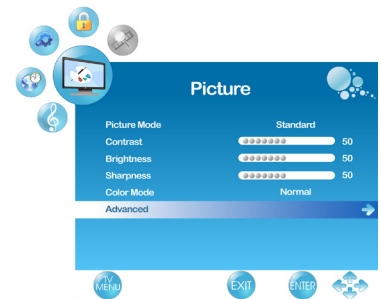 Picture
Picture Mode Standard
Contrast 50
Brightness 50
Sharpness 50
Color Mode Normal
Advanced
TV
MENU
EXIT
ENTER